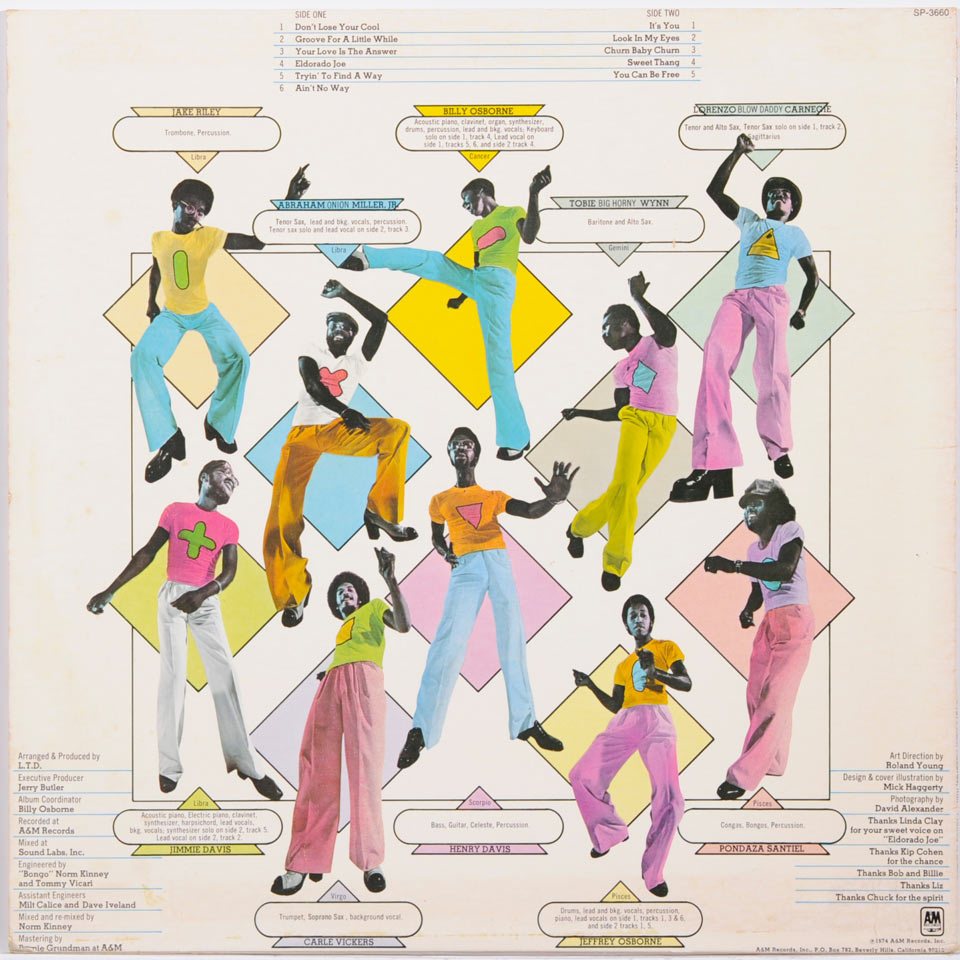 SP-3660
SIDE ONE
1 Don't Lose Your Cool
2 Groove For A Little While
3 Your Love Is The Answer
4 Eldorado Joe
5 Tryin' To Find A Way
6 Ain't No Way
SIDE TWO
It's You 1
Look In My Eyes 2
Churn Baby Churn 3
Sweet Thang 4
You Can Be Free 5
JAKE RILEY
Trombone, Percussion.
Libra
BILLY OSBORNE
Acoustic piano, clavinet, organ, synthesizer,
drums, percussion, lead and bkg. vocals; Keyboard
solo on side 1, track 4, Lead vocal on
side 1, tracks 5, 6, and side 2 track 4.
Cancer
LORENZO BLOW DADDY CARNEGIE
Tenor and Alto Sax, Tenor Sax solo on side 1, track 2.
Sagittarius
ABRAHAM ONION MILLER, JR.
Tenor Sax, lead and bkg. vocals, percussion.
Tenor sax solo and lead vocal on side 2, track 3.
Libra
TOBIE BIG HORNY WYNN
Baritone and Alto Sax.
Gemini
Arranged & Produced by
L.T.D.
Executive Producer
Jerry Butler
Album Coordinator
Billy Osborne
Recorded at
A&M Records
Mixed at
Sound Labs, Inc.
Engineered by
"Bongo" Norm Kinney
and Tommy Vicari
Assistant Engineers
Milt Calice and Dave Iveland
Mixed and re-mixed by
Norm Kinney
Mastering by
Bernie Grundman at A&M
Libra
Acoustic piano, Electric piano, clavinet,
synthesizer, harpsichord, lead vocals,
bkg. vocals; synthesizer solo on side 2, track 5.
Lead vocal on side 2, track 2.
JIMMIE DAVIS
Scorpio
Bass, Guitar, Celeste, Percussion.
HENRY DAVIS
Pisces
Congas, Bongos, Percussion.
PONDAZA SANTIEL
Virgo
Trumpet, Soprano Sax, background vocal.
CARLE VICKERS
Pisces
Drums, lead and bkg. vocals, percussion,
piano, lead vocals on side 1, tracks 1, 3 & 6,
and side 2 tracks 1, 5.
JEFFREY OSBORNE
Art Direction by
Roland Young
Design & cover illustration by
Mick Haggerty
Photography by
David Alexander
Thanks Linda Clay
for your sweet voice on
"Eldorado Joe"
Thanks Kip Cohen
for the chance
Thanks Bob and Billie
Thanks Liz
Thanks Chuck for the spirit
A&M
RECORDS
℗ 1974 A&M Records, Inc.
A&M Records, Inc., P.O. Box 782, Beverly Hills, California 90213